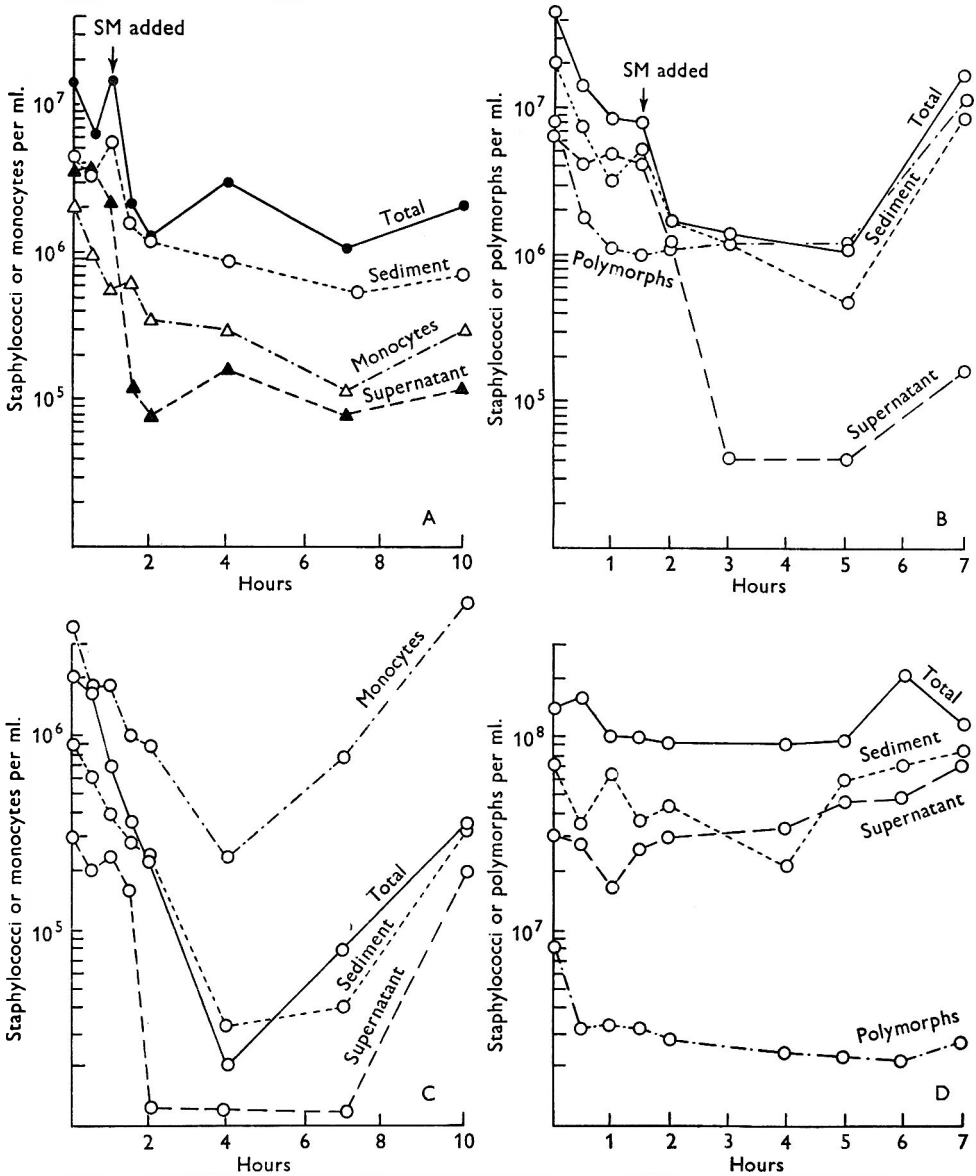 SM added
Staphylococci or monocytes per ml.
10⁷
10⁶
10⁵
Total
Sediment
Monocytes
Supernatant
A
2 4 6 8 10
Hours
SM added
Staphylococci or polymorphs per ml.
10⁷
10⁶
10⁵
Total
Sediment
Polymorphs
Supernatant
B
1 2 3 4 5 6 7
Hours
Staphylococci or monocytes per ml.
10⁶
10⁵
Monocytes
Total
Sediment
Supernatant
C
2 4 6 8 10
Hours
Staphylococci or polymorphs per ml.
10⁸
10⁷
Total
Sediment
Supernatant
Polymorphs
D
1 2 3 4 5 6 7
Hours